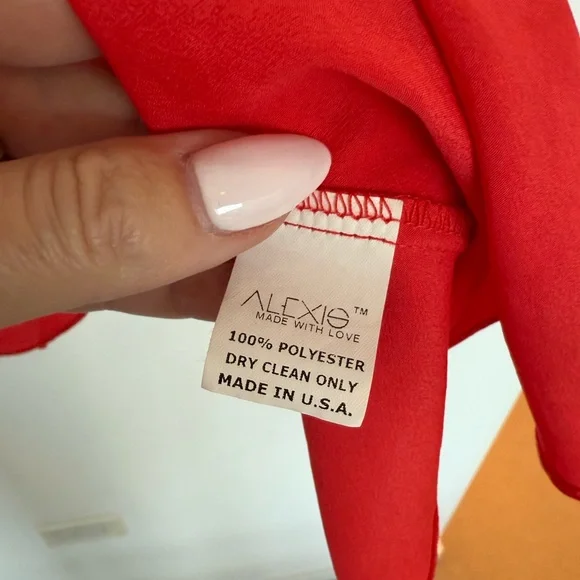 ALEXIS™
MADE WITH LOVE
100% POLYESTER
DRY CLEAN ONLY
MADE IN U.S.A.